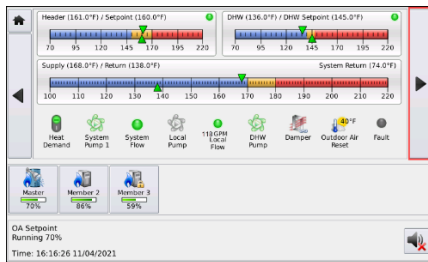 Header (161.0°F) / Setpoint (160.0°F)
70 95 120 145 170 195 220
DHW (136.0°F) / DHW Setpoint (145.0°F)
70 95 120 145 170 195 220
Supply (168.0°F) / Return (138.0°F) System Return (74.0°F)
100 110 120 130 140 150 160 170 180 190 200 210 220
Heat Demand
System Pump 1
System Flow
Local Pump
113 GPM Local Flow
DHW Pump
Damper
40°F Outdoor Air Reset
Fault
Master 70%
Member 2 86%
Member 3 59%
OA Setpoint
Running 70%
Time: 16:16:26 11/04/2021